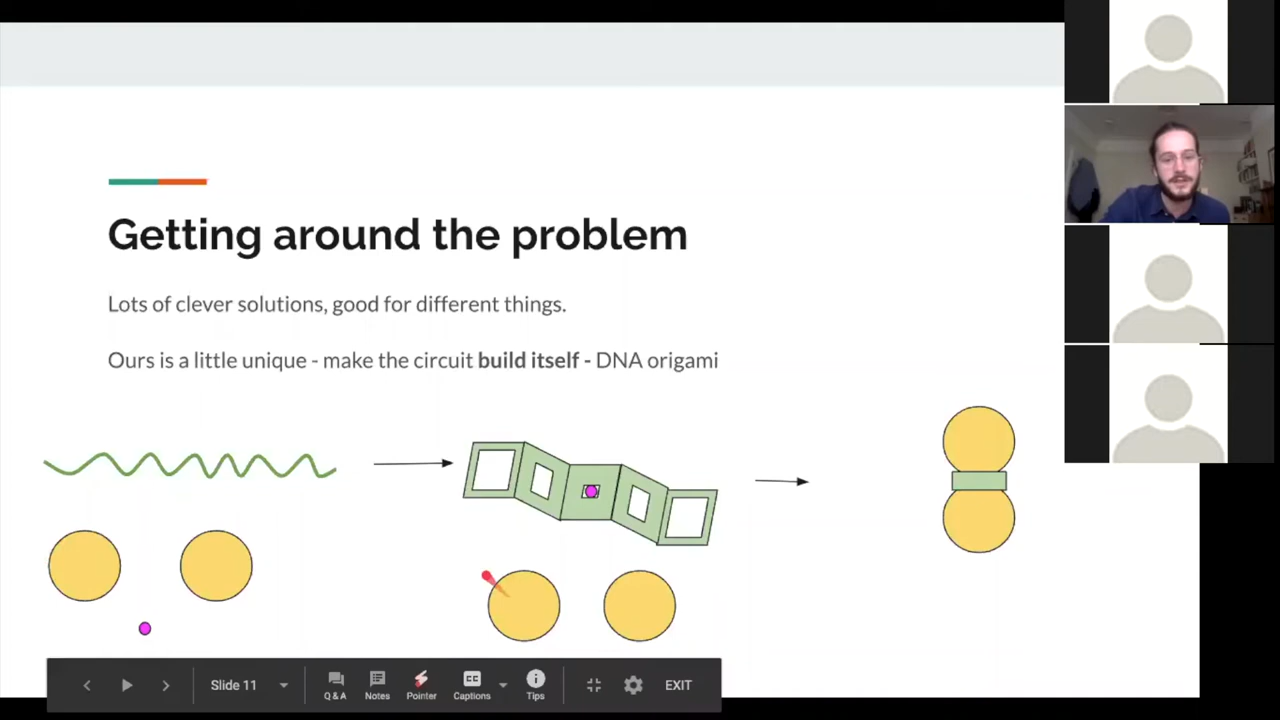 Getting around the problem
Lots of clever solutions, good for different things.
Ours is a little unique - make the circuit build itself - DNA origami
Slide 11
Q&A
Notes
Pointer
CC
Captions
Tips
EXIT